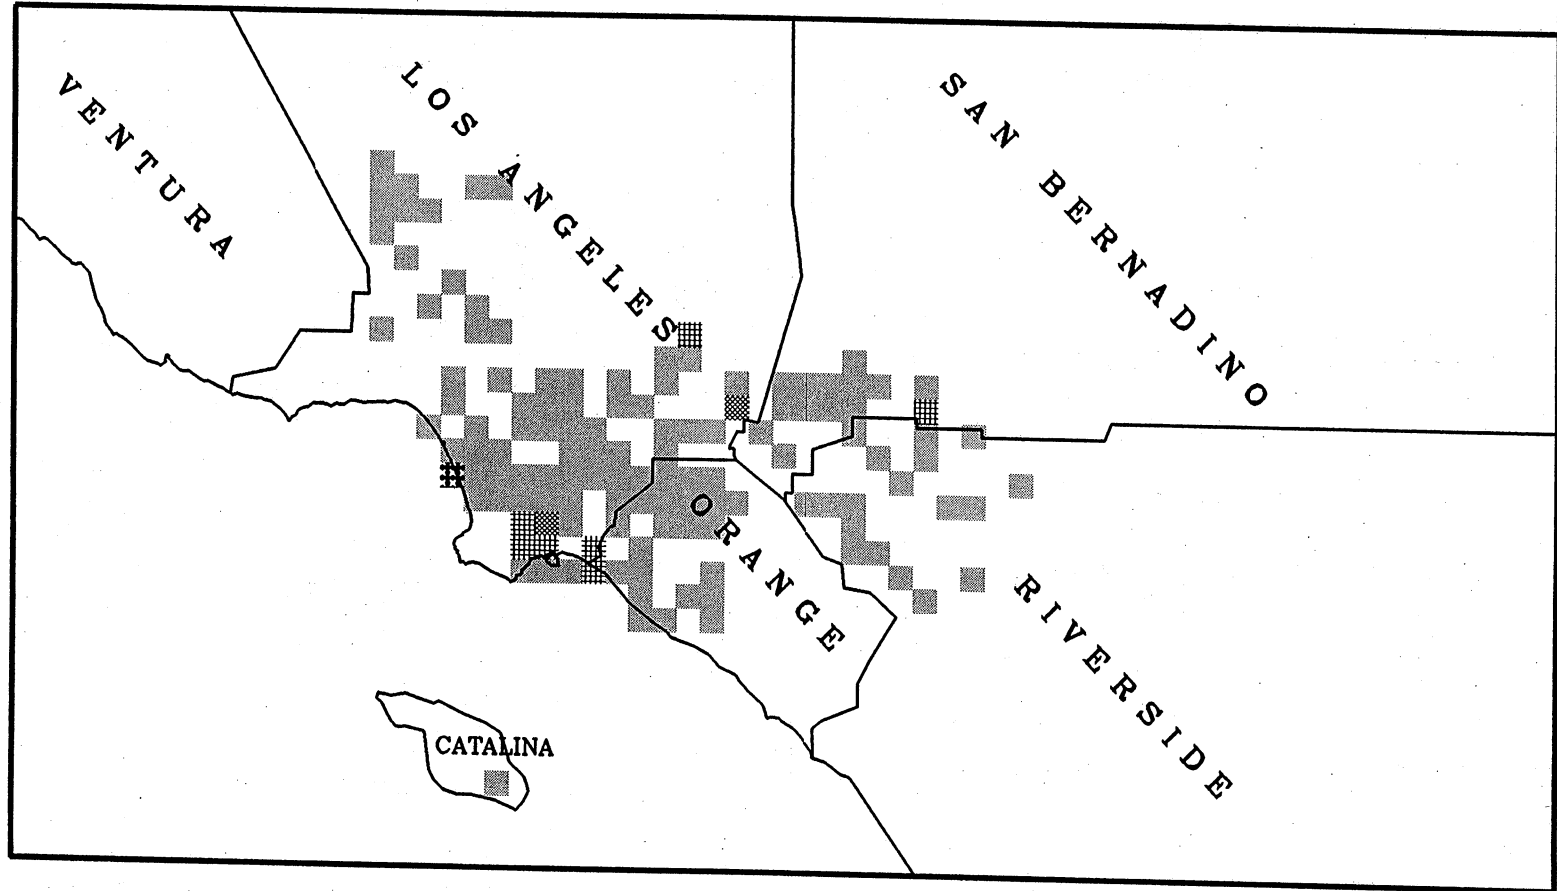 VENTURA
LOS ANGELES
SAN BERNADINO
ORANGE
RIVERSIDE
CATALINA